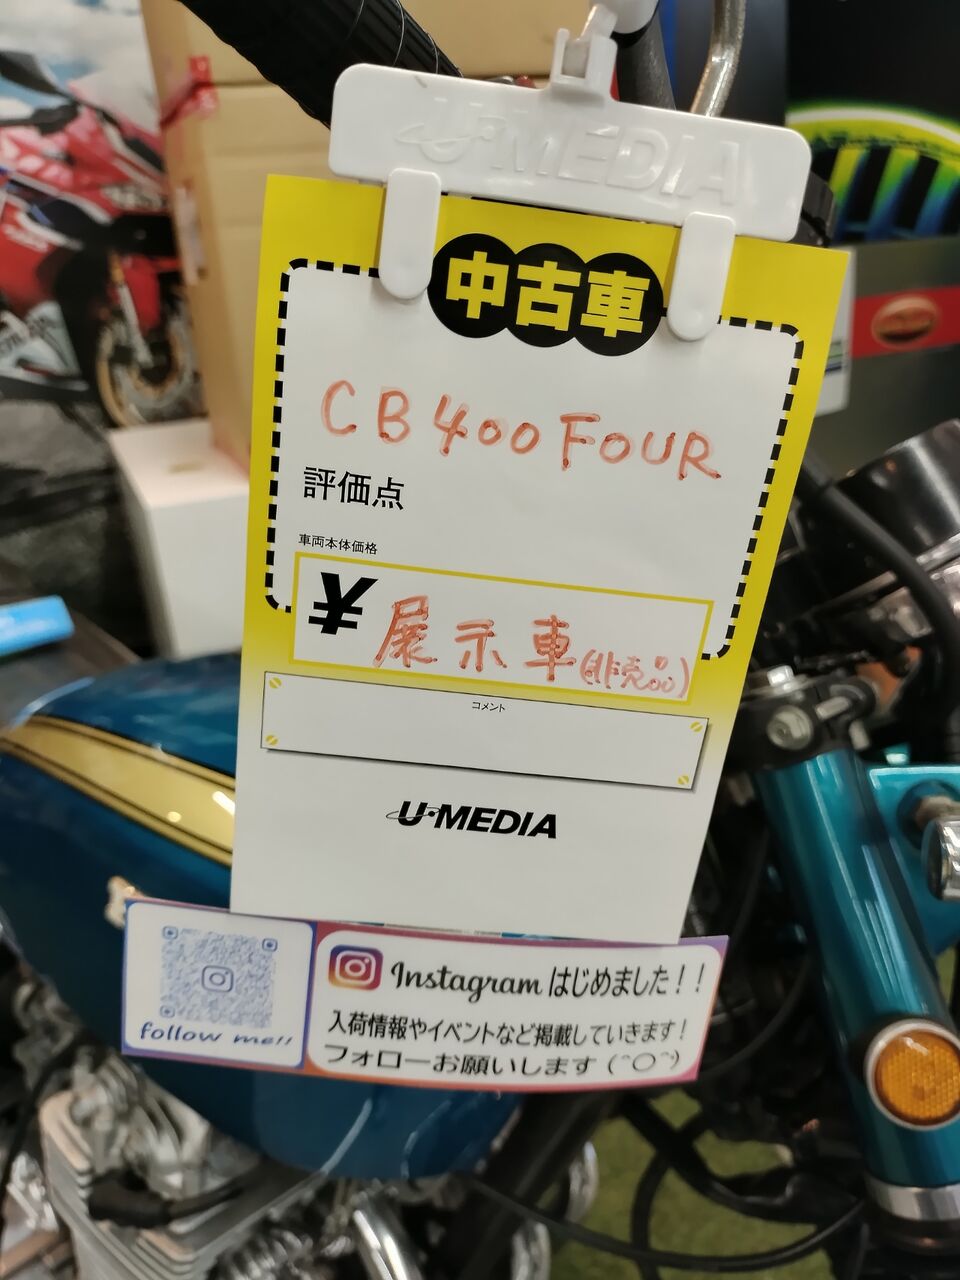 U·MEDIA
中古車
CB400FOUR
評価点
車両本体価格
¥ 展示車(非売品)
コメント
U·MEDIA
follow me!!
Instagram はじめました!!
入荷情報やイベントなど掲載していきます!
フォローお願いします (^○^)